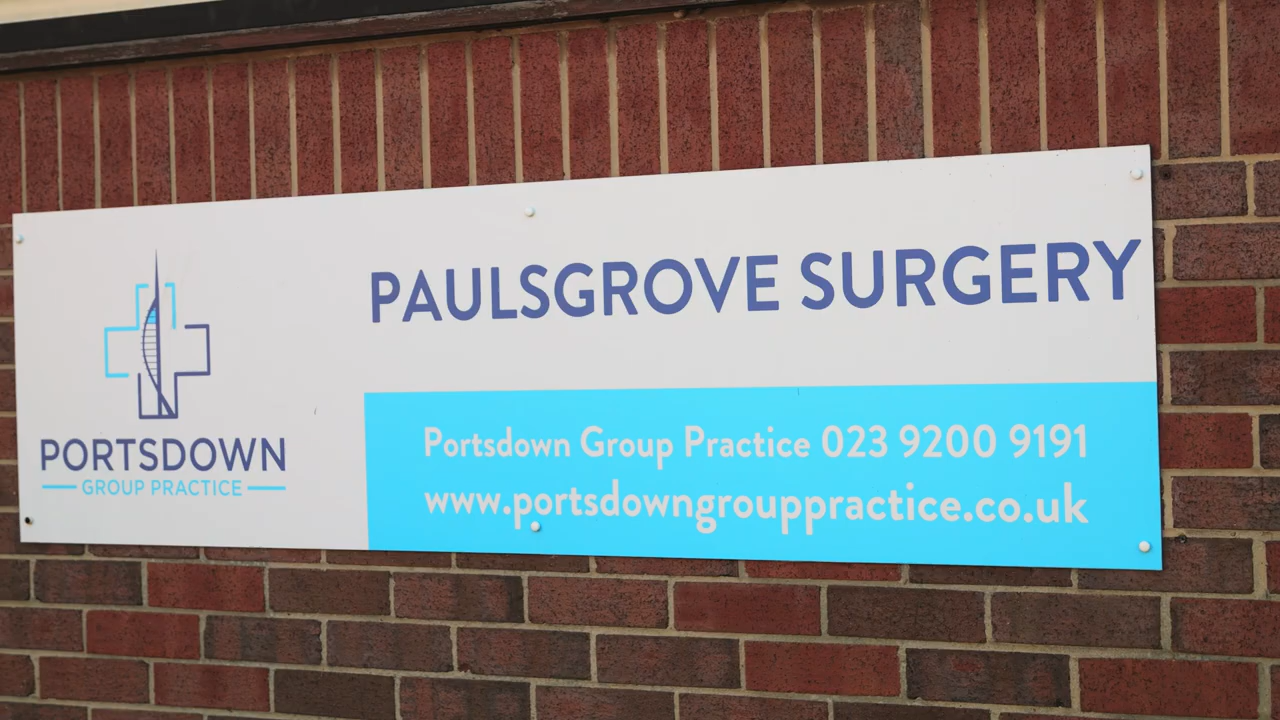 PAULSGROVE SURGERY
PORTSDOWN
GROUP PRACTICE
Portsdown Group Practice 023 9200 9191
www.portsdowngrouppractice.co.uk